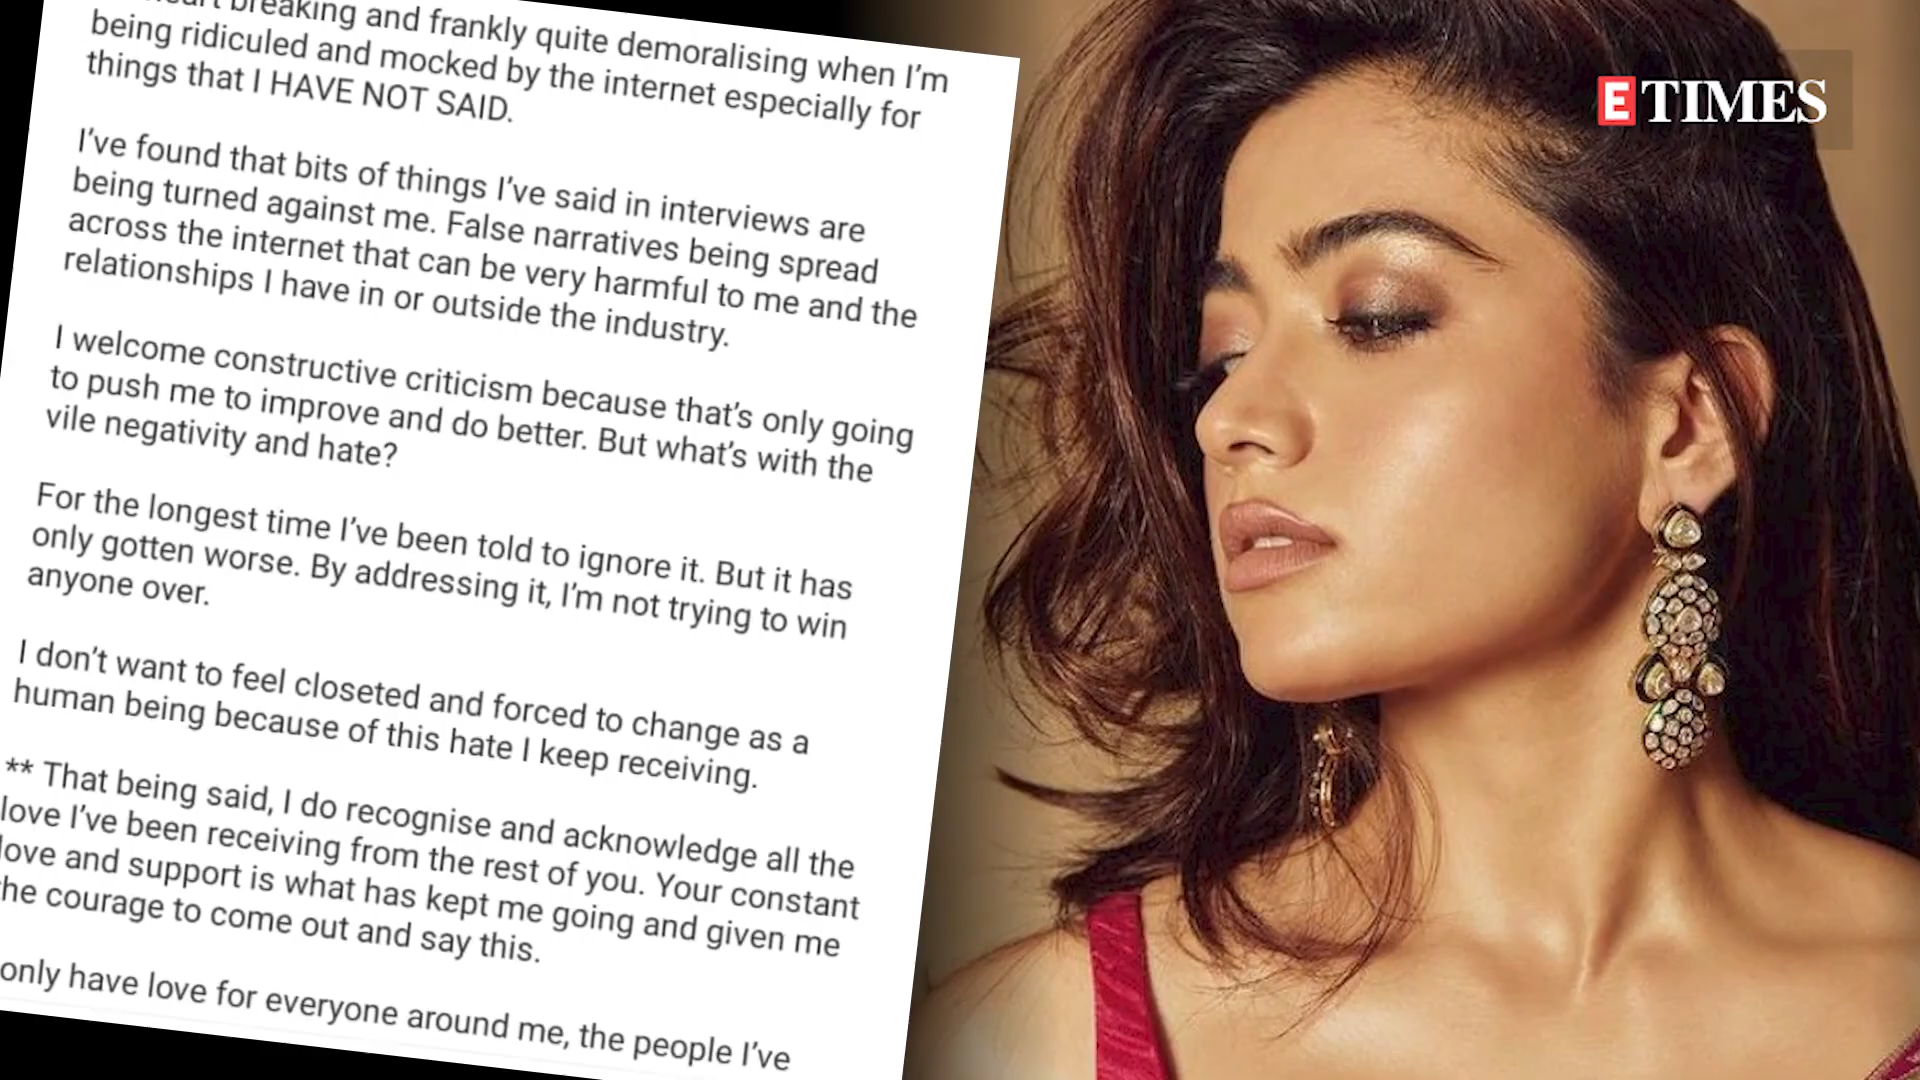 breaking and frankly quite demoralising when I'm
being ridiculed and mocked by the internet especially for
things that I HAVE NOT SAID.
I've found that bits of things I've said in interviews are
being turned against me. False narratives being spread
across the internet that can be very harmful to me and the
relationships I have in or outside the industry.
I welcome constructive criticism because that's only going
to push me to improve and do better. But what's with the
vile negativity and hate?
For the longest time I've been told to ignore it. But it has
only gotten worse. By addressing it, I'm not trying to win
anyone over.
I don't want to feel closeted and forced to change as a
human being because of this hate I keep receiving.
** That being said, I do recognise and acknowledge all the
love I've been receiving from the rest of you. Your constant
love and support is what has kept me going and given me
the courage to come out and say this.
only have love for everyone around me, the people I've
E TIMES